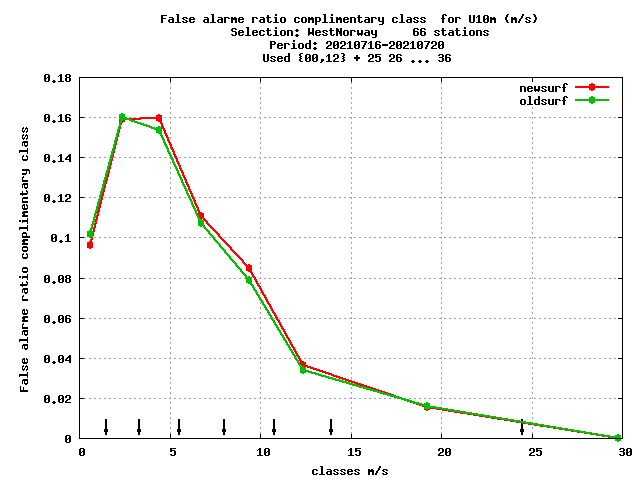 False alarme ratio complimentary class  for U10m (m/s)
Selection: WestNorway     66 stations
Period: 20210716-20210720
Used {00,12} + 25 26 ... 36
newsurf
oldsurf
False alarme ratio complimentary class
0.18
0.16
0.14
0.12
0.1
0.08
0.06
0.04
0.02
0
0 5 10 15 20 25 30
classes m/s